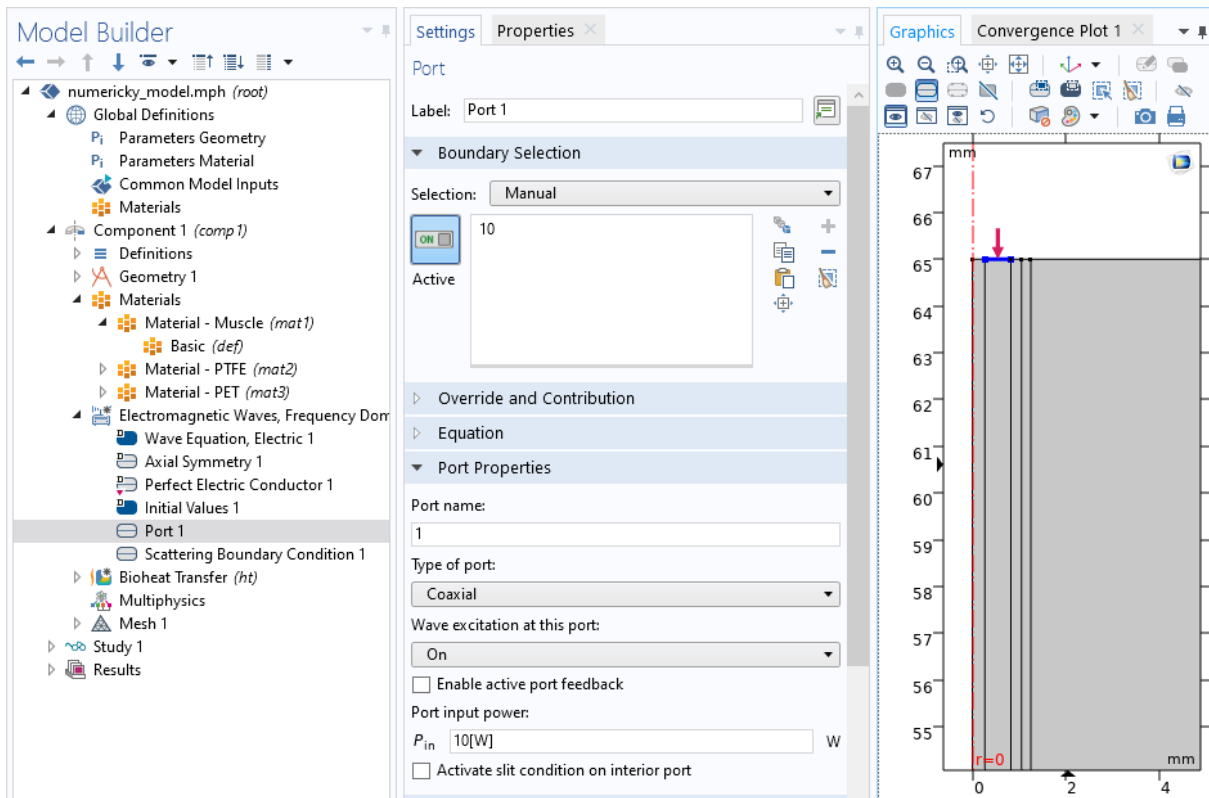 Model Builder
numericky_model.mph (root)
Global Definitions
Pi Parameters Geometry
Pi Parameters Material
Common Model Inputs
Materials
Component 1 (comp1)
Definitions
Geometry 1
Materials
Material - Muscle (mat1)
Basic (def)
Material - PTFE (mat2)
Material - PET (mat3)
Electromagnetic Waves, Frequency Dom
Wave Equation, Electric 1
Axial Symmetry 1
Perfect Electric Conductor 1
Initial Values 1
Port 1
Scattering Boundary Condition 1
Bioheat Transfer (ht)
Multiphysics
Mesh 1
Study 1
Results
Settings Properties
Port
Label: Port 1
Boundary Selection
Selection: Manual
ON
Active
10
Override and Contribution
Equation
Port Properties
Port name:
1
Type of port:
Coaxial
Wave excitation at this port:
On
Enable active port feedback
Port input power:
Pin 10[W] W
Activate slit condition on interior port
Graphics Convergence Plot 1
mm
67
66
65
64
63
62
61
60
59
58
57
56
55
r=0 mm
0 2 4